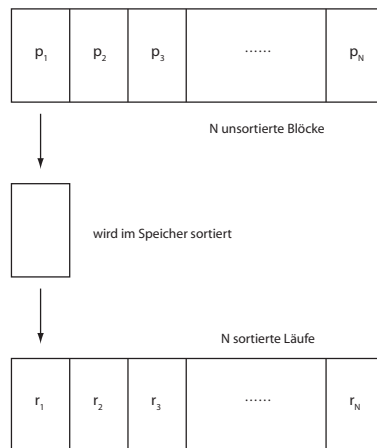 p1 p2 p3 ...... pN
N unsortierte Blöcke
wird im Speicher sortiert
N sortierte Läufe
r1 r2 r3 ...... rN